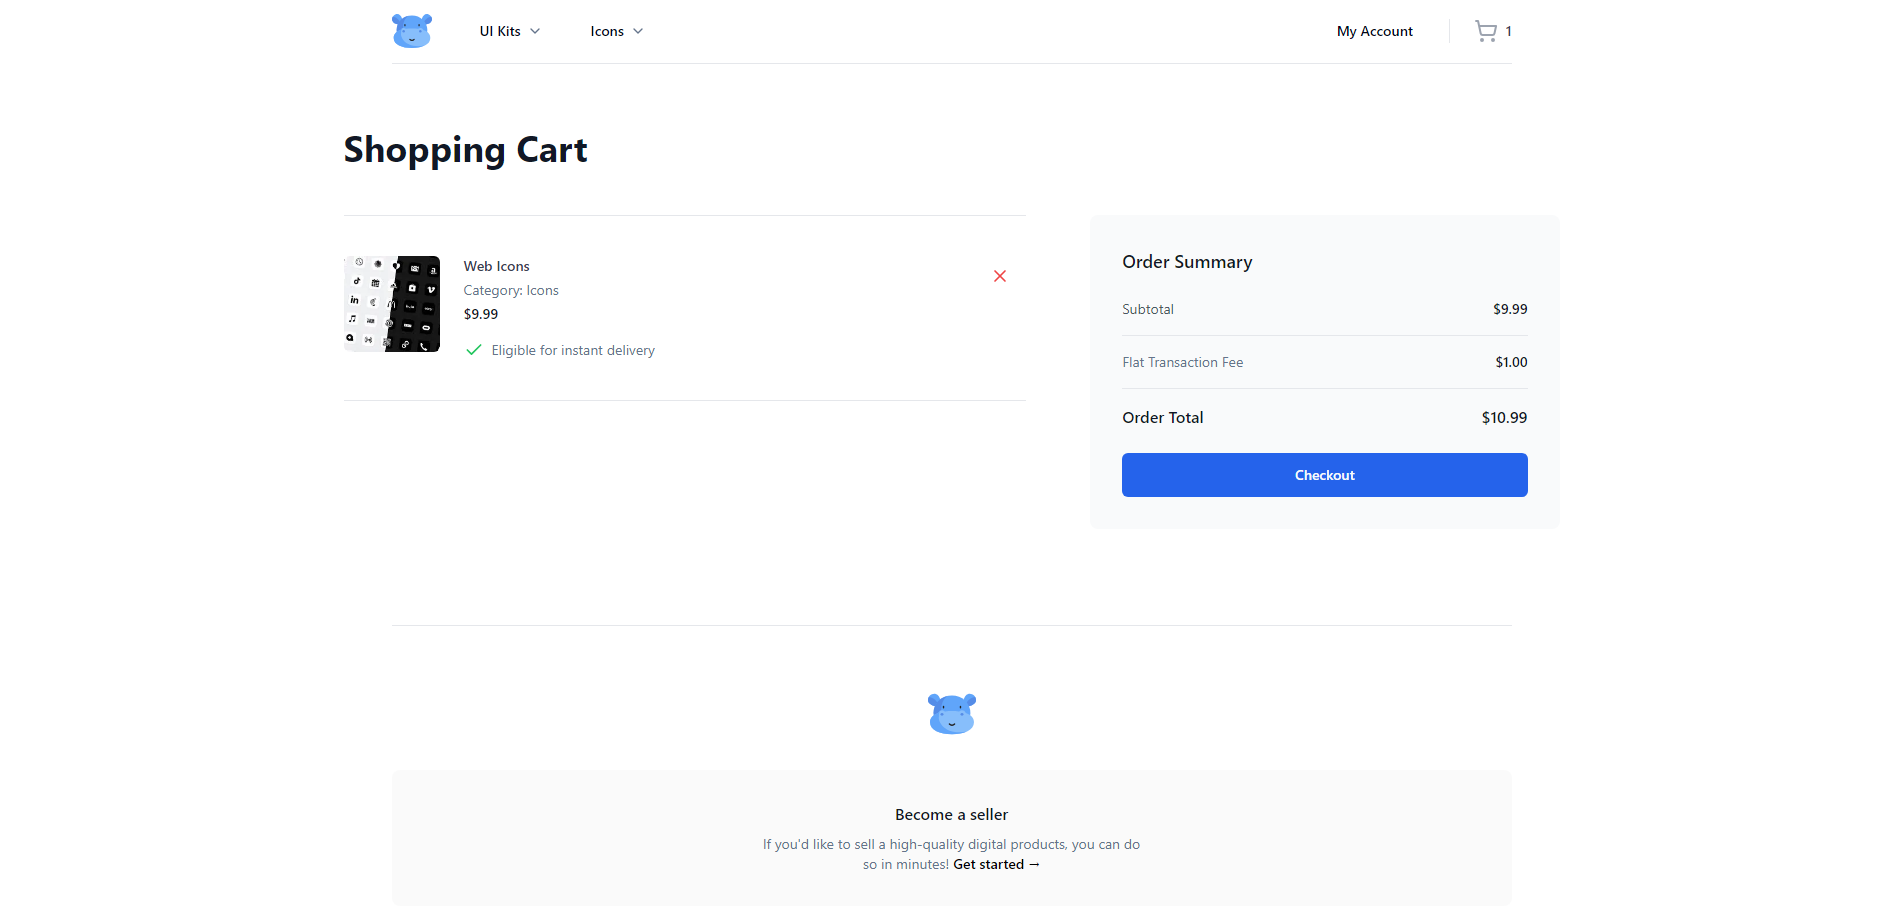 UI Kits
Icons
My Account
1
Shopping Cart
Web Icons
Category: Icons
$9.99
Eligible for instant delivery
Order Summary
Subtotal
$9.99
Flat Transaction Fee
$1.00
Order Total
$10.99
Checkout
Become a seller
If you'd like to sell a high-quality digital products, you can do
so in minutes! Get started →